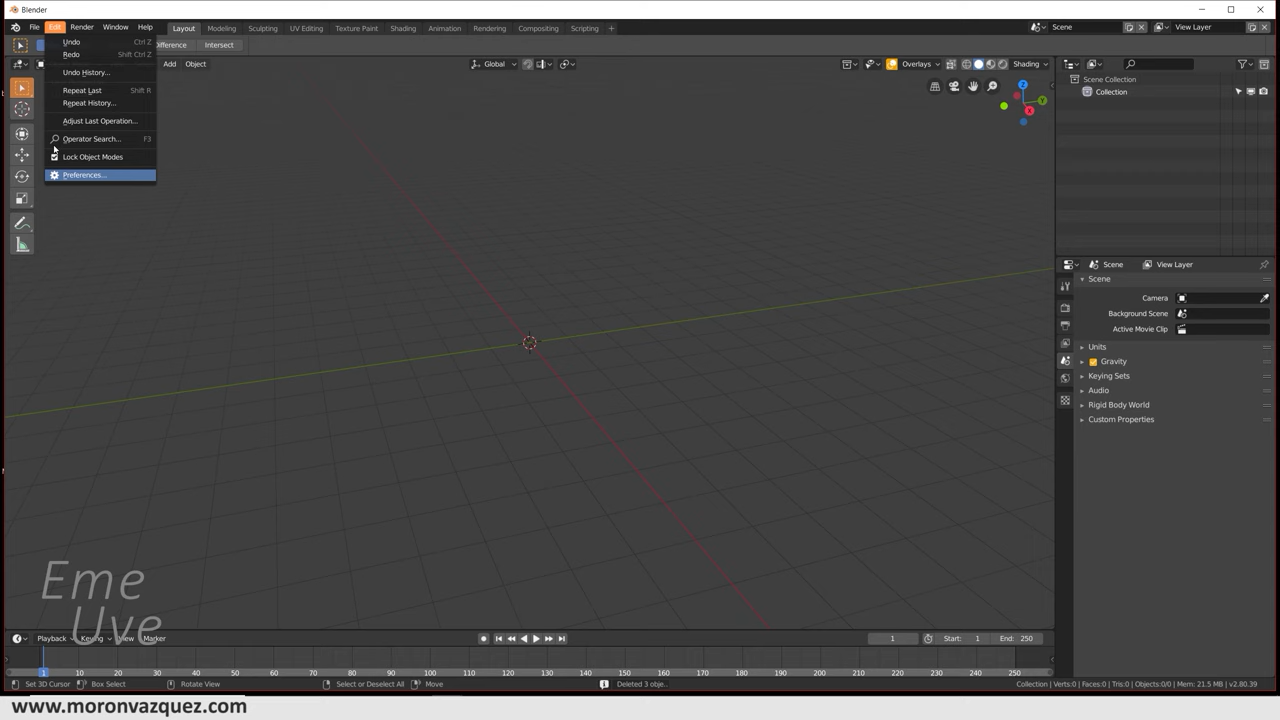 Blender
File Edit Render Window Help Layout Modeling Sculpting UV Editing Texture Paint Shading Animation Rendering Compositing Scripting + Scene View Layer
Undo Ctrl Z
Redo Shift Ctrl Z
Undo History...
Repeat Last Shift R
Repeat History...
Adjust Last Operation...
Operator Search... F3
Lock Object Modes
Preferences...
Difference Intersect
Add Object Global Overlays Shading
Z
Y
X
Scene Collection
Collection
Scene View Layer
Scene
Camera
Background Scene
Active Movie Clip
Units
Gravity
Keying Sets
Audio
Rigid Body World
Custom Properties
Eme
Uve
Playback Keying View Marker 1 Start: 1 End: 250
1 10 20 30 40 50 60 70 80 90 100 110 120 130 140 150 160 170 180 190 200 210 220 230 240 250
Set 3D Cursor Box Select Rotate View Select or Deselect All Move Deleted 3 obje.. Collection | Verts:0 | Faces:0 | Tris:0 | Objects:0/0 | Mem: 21.5 MB | v2.80.39
www.moronvazquez.com